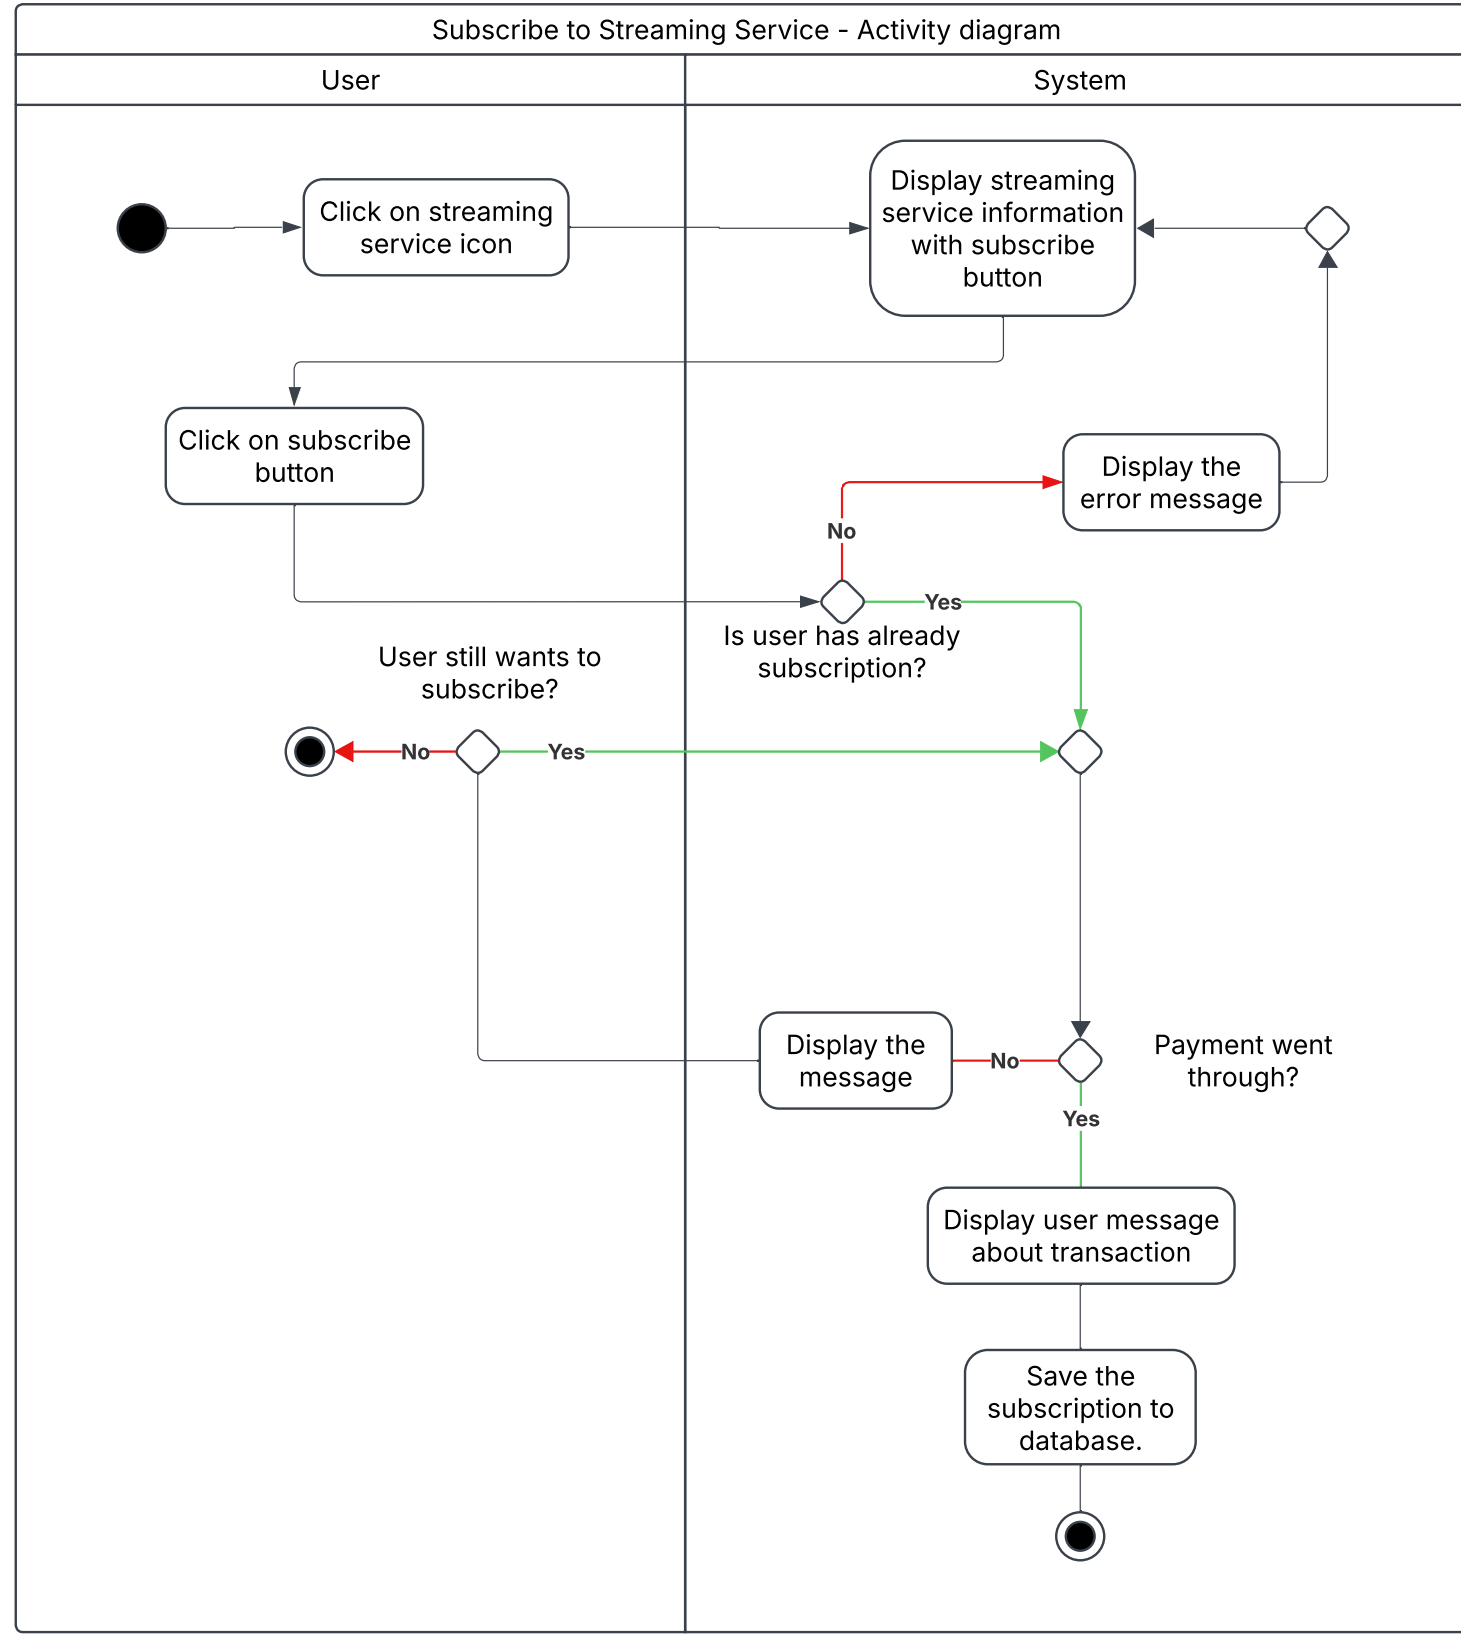 Subscribe to Streaming Service - Activity diagram
User
System
Click on streaming
service icon
Display streaming
service information
with subscribe
button
Click on subscribe
button
Display the
error message
No
Yes
Is user has already
subscription?
User still wants to
subscribe?
No
Yes
Display the
message
No
Payment went
through?
Yes
Display user message
about transaction
Save the
subscription to
database.